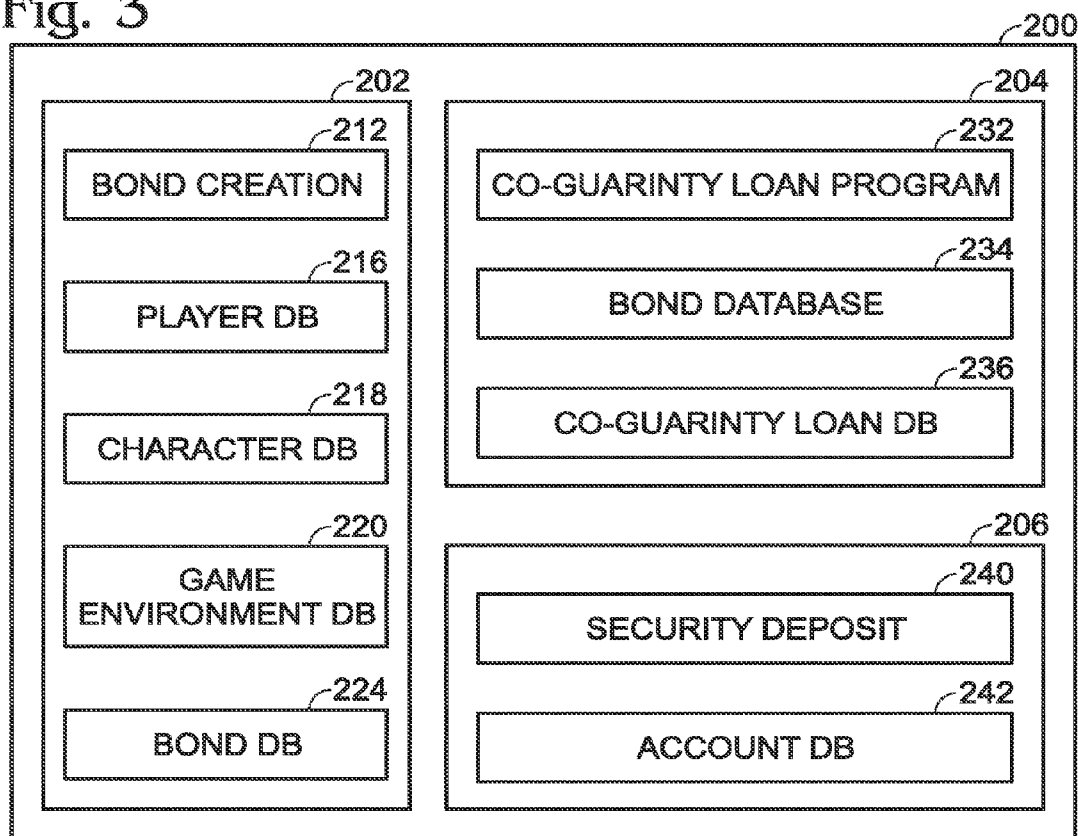 Fig. 3
200
202
212
BOND CREATION
216
PLAYER DB
218
CHARACTER DB
220
GAME
ENVIRONMENT DB
224
BOND DB
204
232
CO-GUARINTY LOAN PROGRAM
234
BOND DATABASE
236
CO-GUARINTY LOAN DB
206
240
SECURITY DEPOSIT
242
ACCOUNT DB